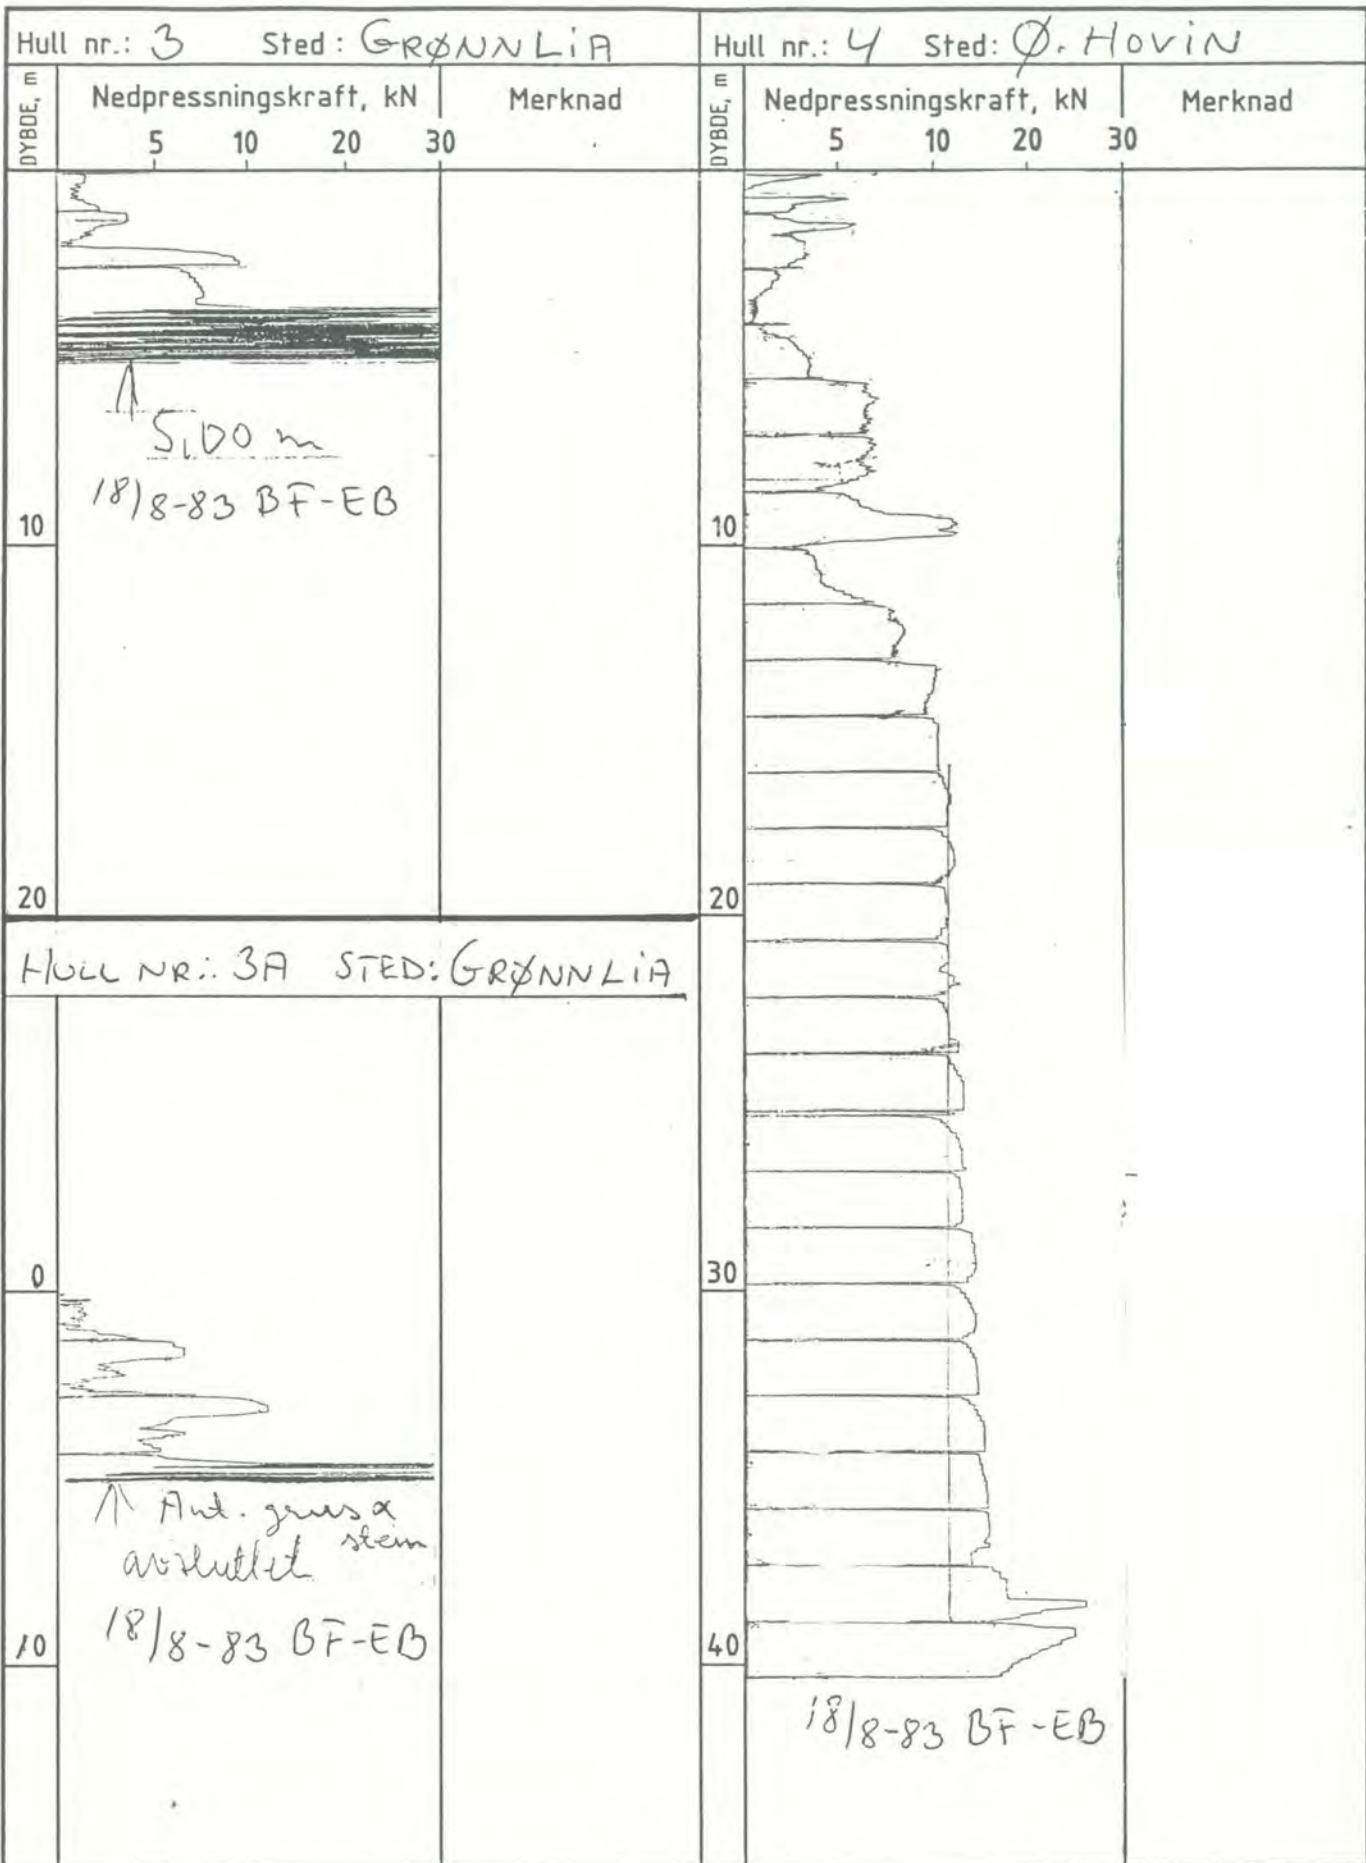 Hull nr.: 3 Sted: GRØNNLiA
DYBDE, m
Nedpressningskraft, kN
Merknad
5 10 20 30
5,00 m
18/8-83 BF-EB
10
20
HULL NR.: 3A STED: GRØNNLiA
0
Ant. grus &
stein
avsluttet
18/8-83 BF-EB
10
Hull nr.: 4 Sted: Ø. HOViN
DYBDE, m
Nedpressningskraft, kN
Merknad
5 10 20 30
10
20
30
40
18/8-83 BF-EB